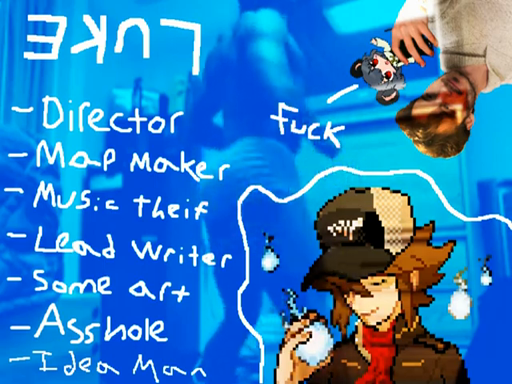 LUKE
- Director
- Map Maker
- Music theif
- Lead writer
- Some art
- Asshole
- Idea Man
Fuck